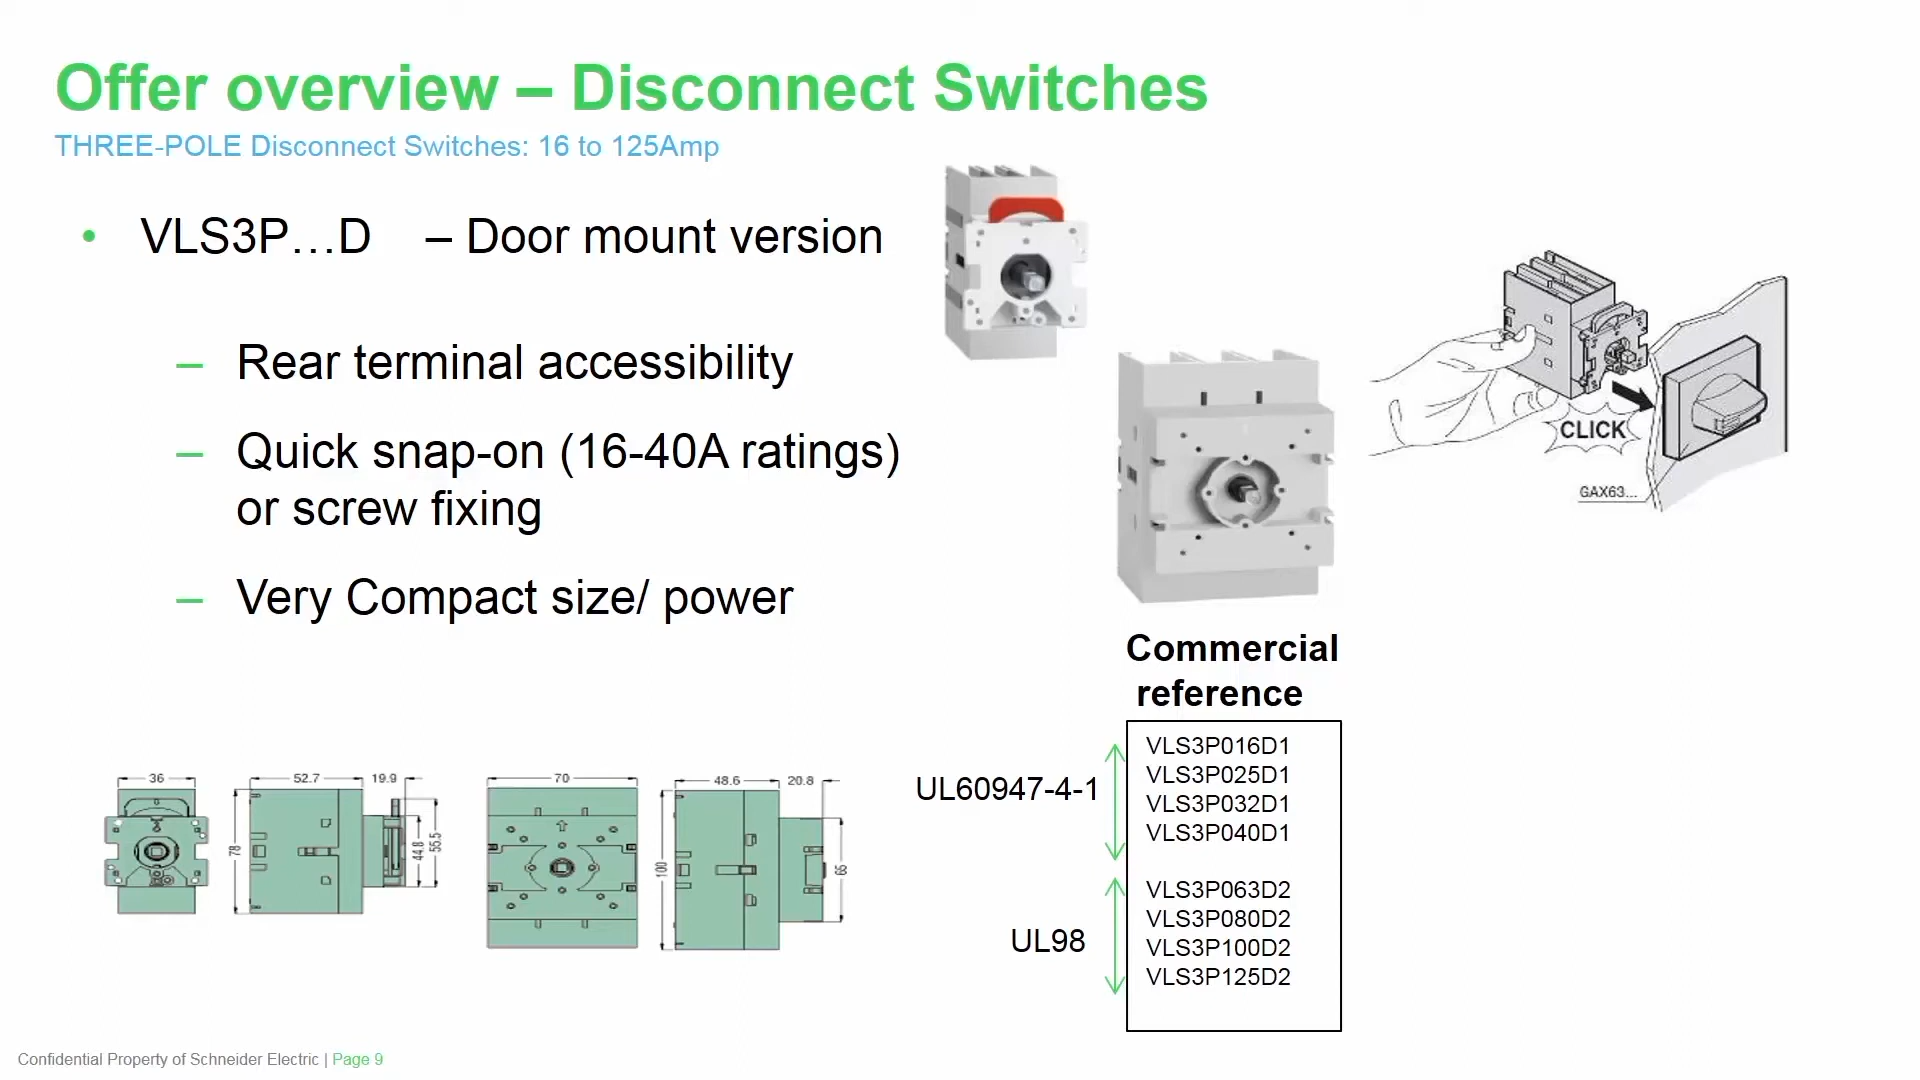 Offer overview – Disconnect Switches
THREE-POLE Disconnect Switches: 16 to 125Amp
• VLS3P…D – Door mount version
– Rear terminal accessibility
– Quick snap-on (16-40A ratings)
or screw fixing
– Very Compact size/ power
CLICK
GAX63...
Commercial
reference
UL60947-4-1
VLS3P016D1
VLS3P025D1
VLS3P032D1
VLS3P040D1
UL98
VLS3P063D2
VLS3P080D2
VLS3P100D2
VLS3P125D2
36
52.7
19.9
78
44.8
55.5
70
48.6
20.8
100
65
Confidential Property of Schneider Electric | Page 9